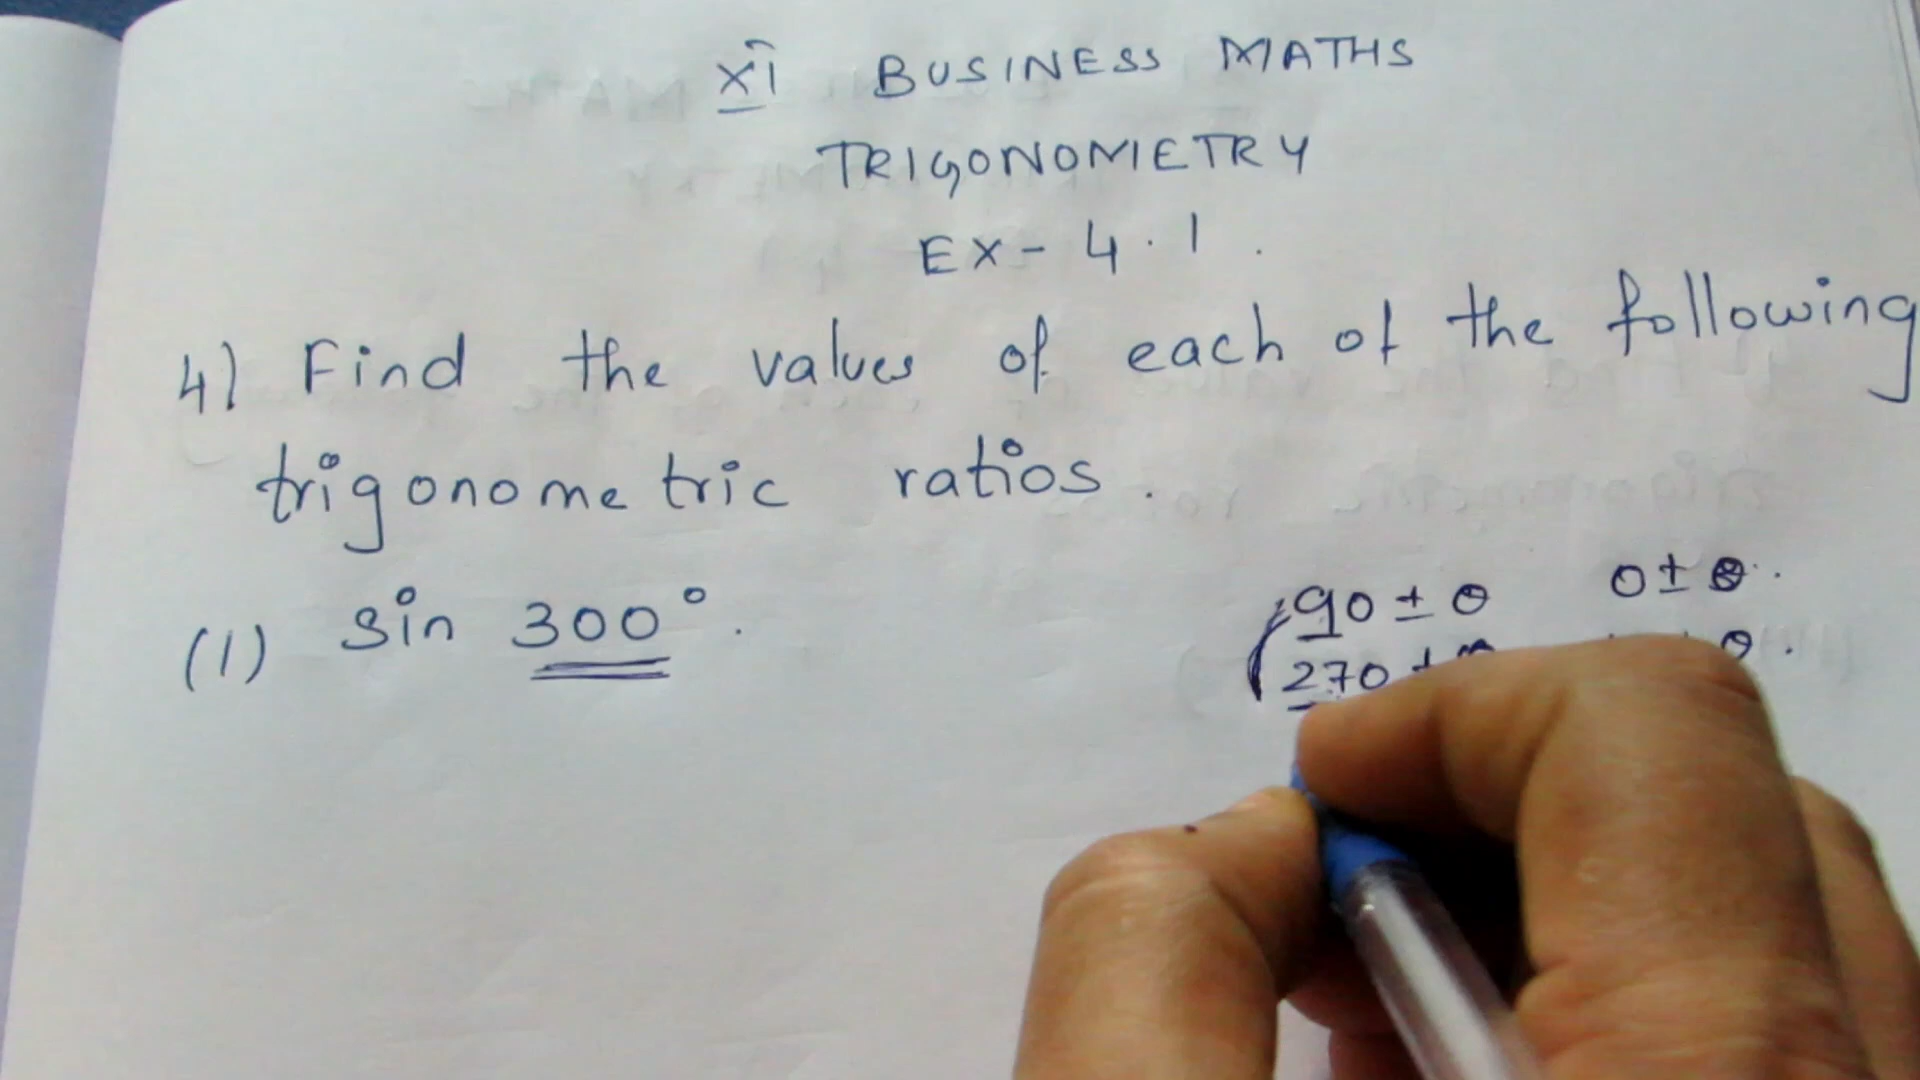 XI BUSINESS MATHS
TRIGONOMETRY
EX - 4.1.
4) Find the values of each of the following
trigonometric ratios.
(1) sin 300°.
90 ± θ 0 ± θ.
270 ± θ θ.